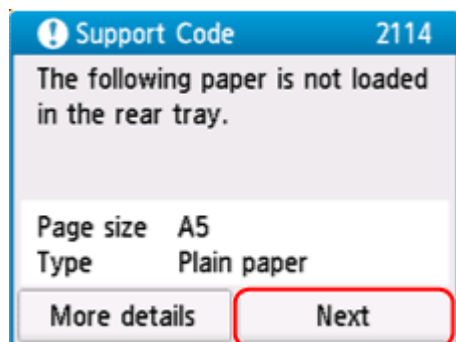 Support Code 2114
The following paper is not loaded
in the rear tray.
Page size A5
Type Plain paper
More details Next